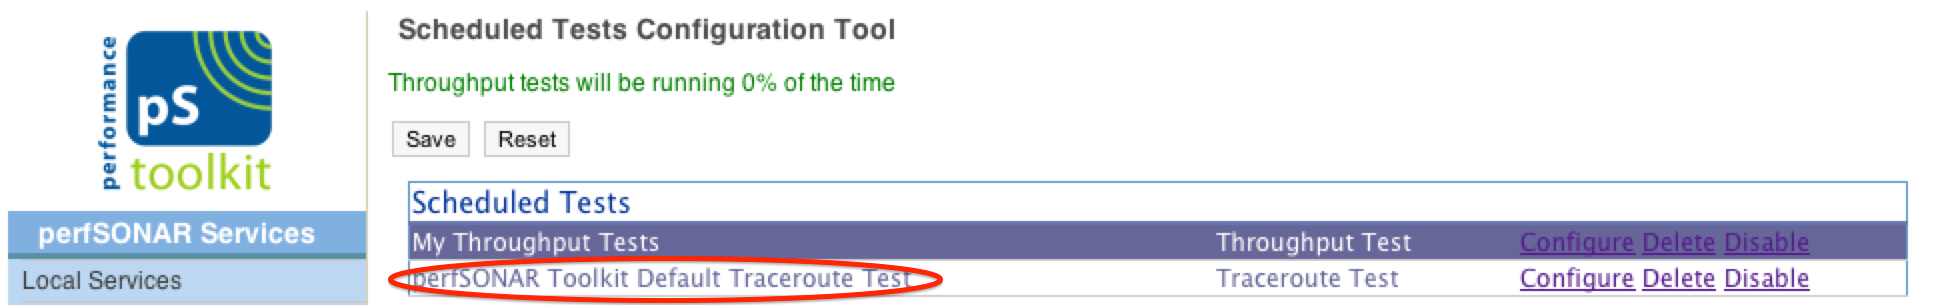 performance
pS
toolkit
perfSONAR Services
Local Services
Scheduled Tests Configuration Tool
Throughput tests will be running 0% of the time
Save Reset
Scheduled Tests
My Throughput Tests Throughput Test Configure Delete Disable
perfSONAR Toolkit Default Traceroute Test Traceroute Test Configure Delete Disable